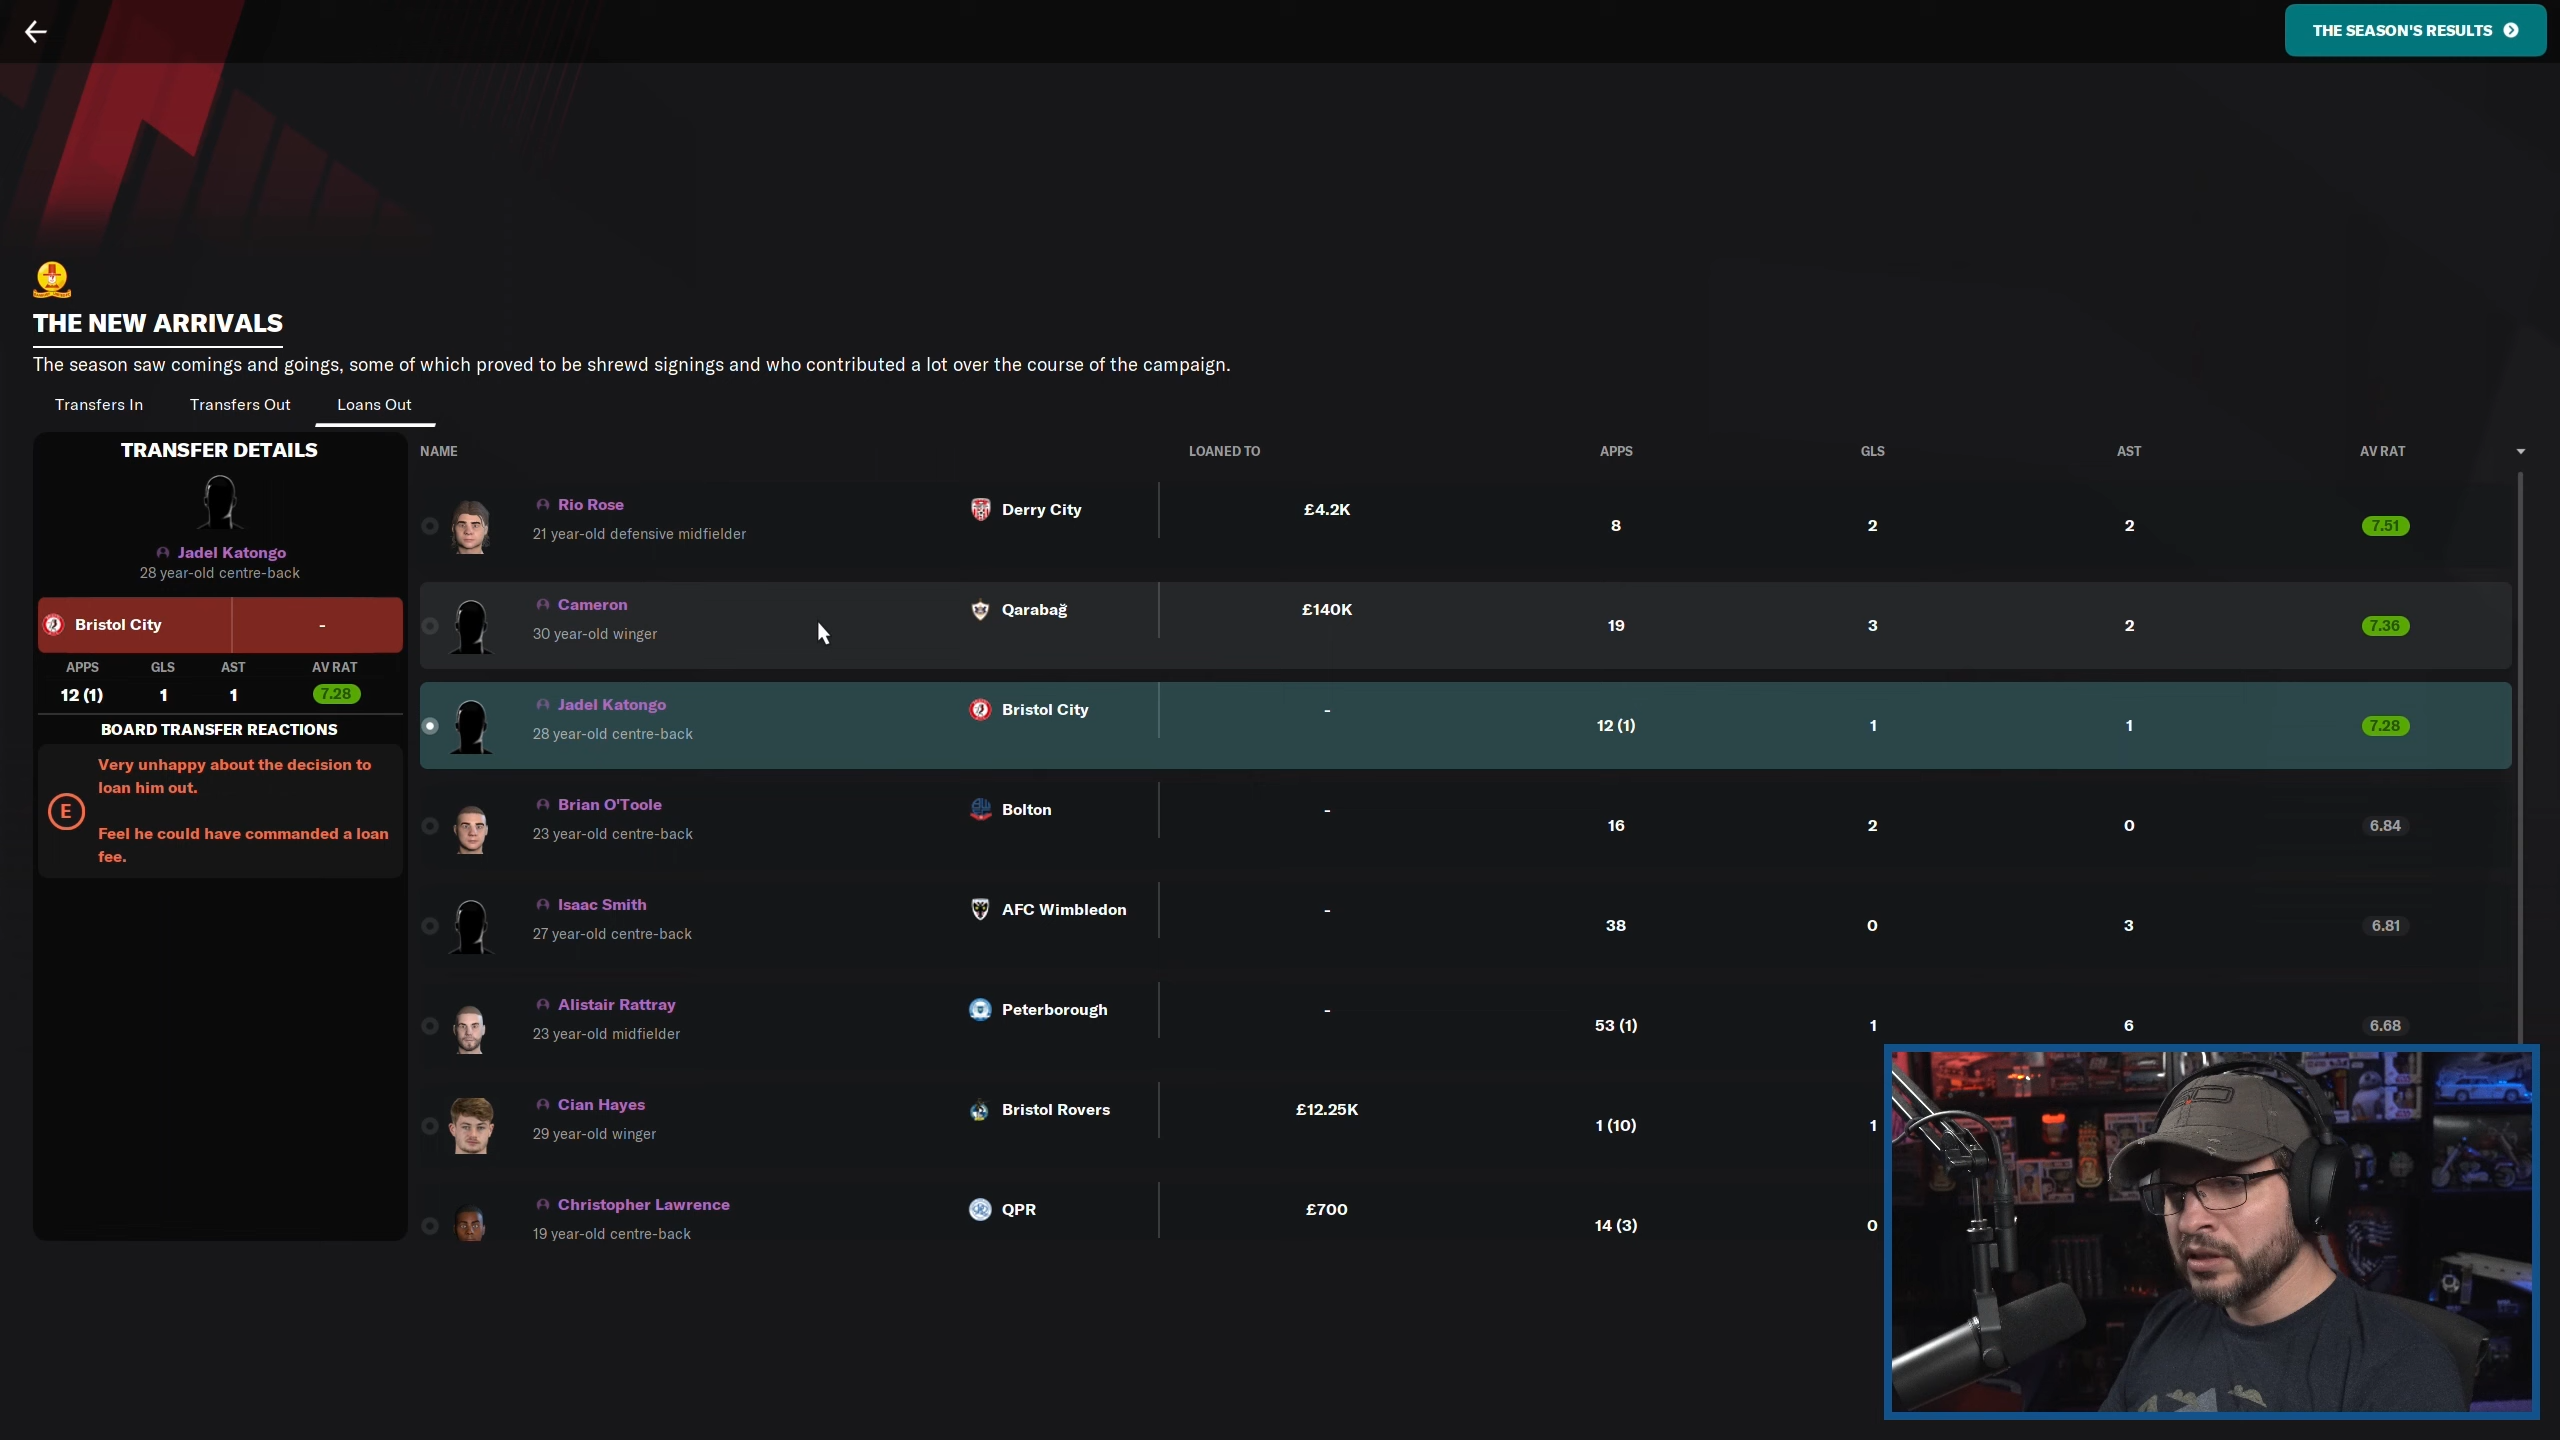 THE SEASON'S RESULTS
THE NEW ARRIVALS
The season saw comings and goings, some of which proved to be shrewd signings and who contributed a lot over the course of the campaign.
Transfers In Transfers Out Loans Out
TRANSFER DETAILS
Jadel Katongo
28 year-old centre-back
Bristol City -
APPS GLS AST AV RAT
12 (1) 1 1 7.28
BOARD TRANSFER REACTIONS
E
Very unhappy about the decision to
loan him out.
Feel he could have commanded a loan
fee.
NAME LOANED TO APPS GLS AST AV RAT
Rio Rose Derry City £4.2K 8 2 2 7.51
21 year-old defensive midfielder
Cameron Qarabağ £140K 19 3 2 7.36
30 year-old winger
Jadel Katongo Bristol City - 12 (1) 1 1 7.28
28 year-old centre-back
Brian O'Toole Bolton - 16 2 0 6.84
23 year-old centre-back
Isaac Smith AFC Wimbledon - 38 0 3 6.81
27 year-old centre-back
Alistair Rattray Peterborough - 53 (1) 1 6 6.68
23 year-old midfielder
Cian Hayes Bristol Rovers £12.25K 1 (10) 1
29 year-old winger
Christopher Lawrence QPR £700 14 (3) 0
19 year-old centre-back